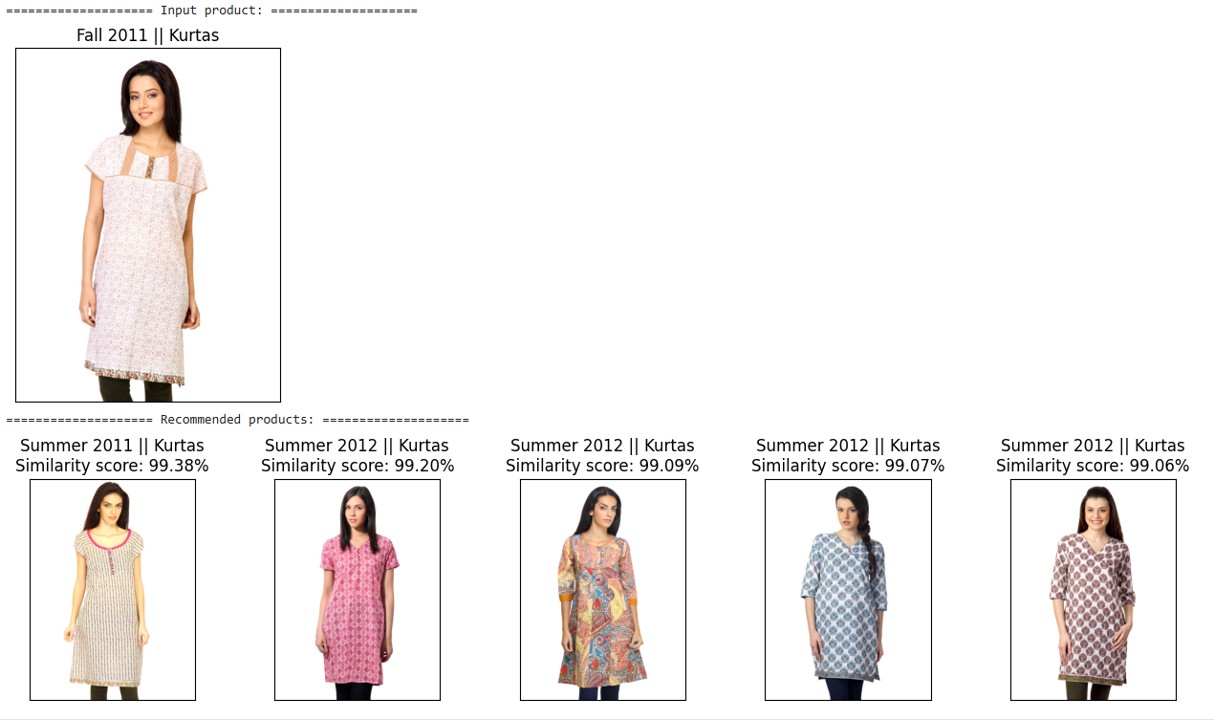 ==================== Input product: ====================
Fall 2011 || Kurtas
==================== Recommended products: ====================
Summer 2011 || Kurtas
Similarity score: 99.38%
Summer 2012 || Kurtas
Similarity score: 99.20%
Summer 2012 || Kurtas
Similarity score: 99.09%
Summer 2012 || Kurtas
Similarity score: 99.07%
Summer 2012 || Kurtas
Similarity score: 99.06%